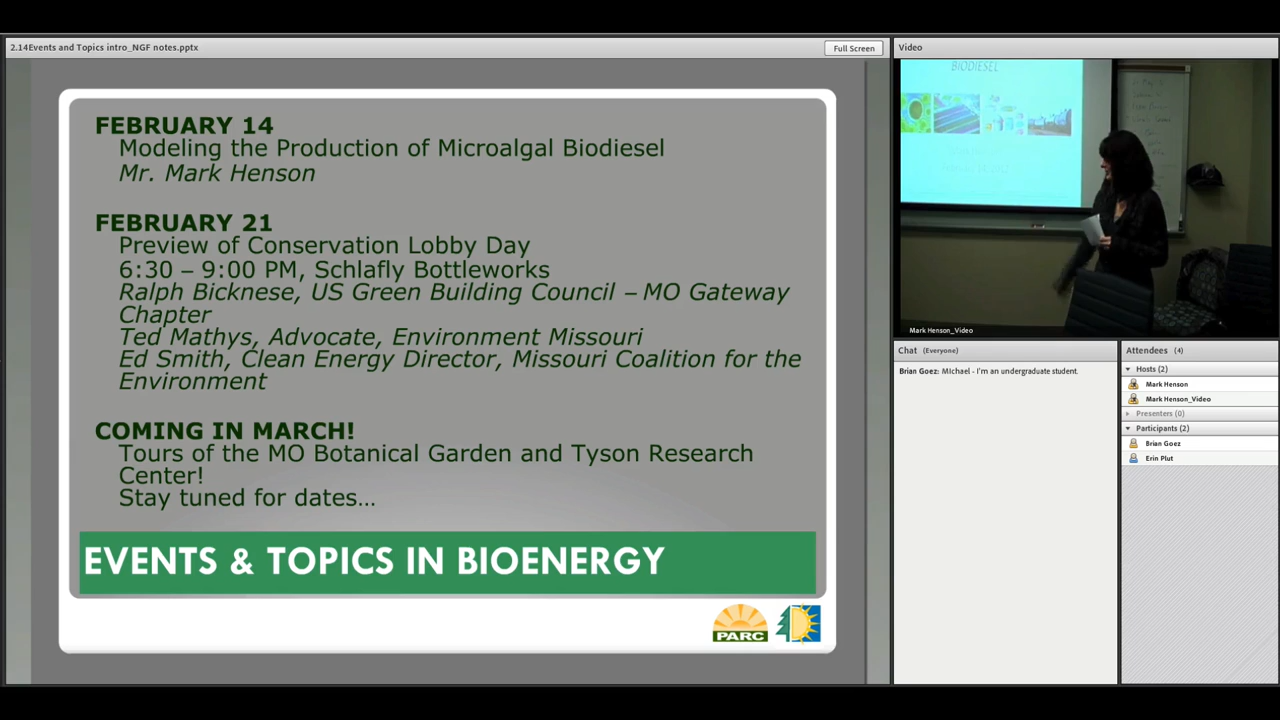 2.14Events and Topics intro_NGF notes.pptx
Full Screen
FEBRUARY 14
Modeling the Production of Microalgal Biodiesel
Mr. Mark Henson
FEBRUARY 21
Preview of Conservation Lobby Day
6:30 – 9:00 PM, Schlafly Bottleworks
Ralph Bicknese, US Green Building Council – MO Gateway
Chapter
Ted Mathys, Advocate, Environment Missouri
Ed Smith, Clean Energy Director, Missouri Coalition for the
Environment
COMING IN MARCH!
Tours of the MO Botanical Garden and Tyson Research
Center!
Stay tuned for dates…
EVENTS & TOPICS IN BIOENERGY
PARC
Video
BIODIESEL
Mark Henson_Video
Chat (Everyone)
Brian Goez: MIchael - I'm an undergraduate student.
Attendees (4)
Hosts (2)
Mark Henson
Mark Henson_Video
Presenters (0)
Participants (2)
Brian Goez
Erin Plut